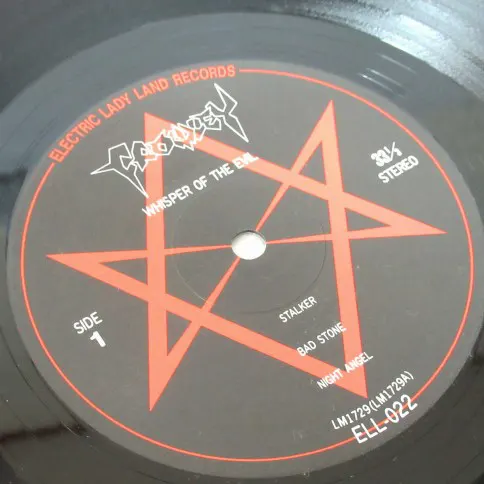 ELECTRIC LADY LAND RECORDS
CROWLEY
WHISPER OF THE EVIL
33⅓
STEREO
SIDE
1
STALKER
BAD STONE
NIGHT ANGEL
LM1729(LM1729A)
ELL-022